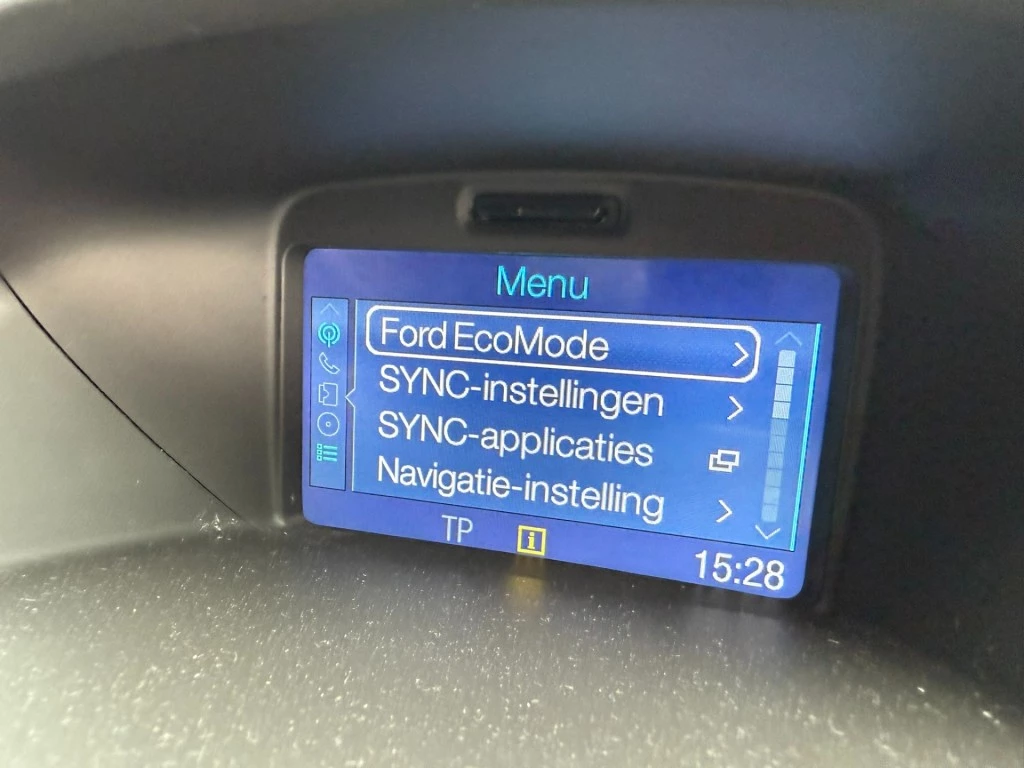 Menu
Ford EcoMode
SYNC-instellingen
SYNC-applicaties
Navigatie-instelling
TP i
15:28